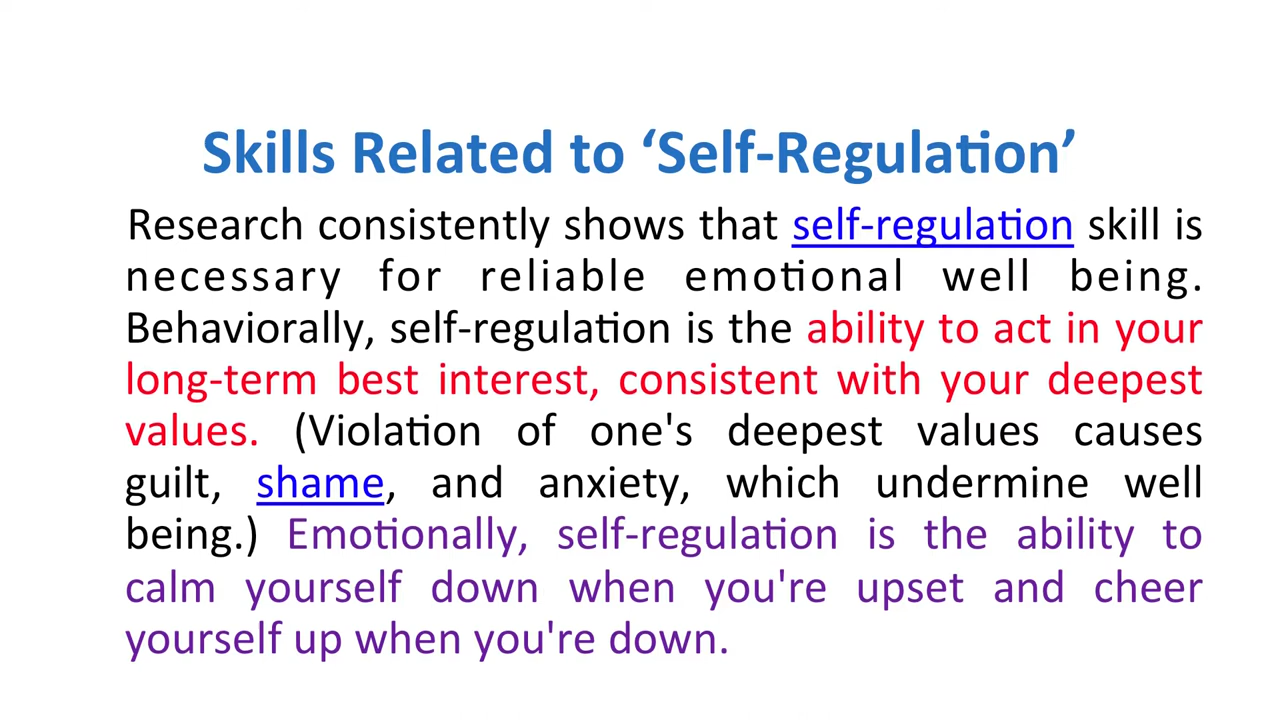 Skills Related to ‘Self-Regulation’
Research consistently shows that self-regulation skill is
necessary for reliable emotional well being.
Behaviorally, self-regulation is the ability to act in your
long-term best interest, consistent with your deepest
values. (Violation of one's deepest values causes
guilt, shame, and anxiety, which undermine well
being.) Emotionally, self-regulation is the ability to
calm yourself down when you're upset and cheer
yourself up when you're down.